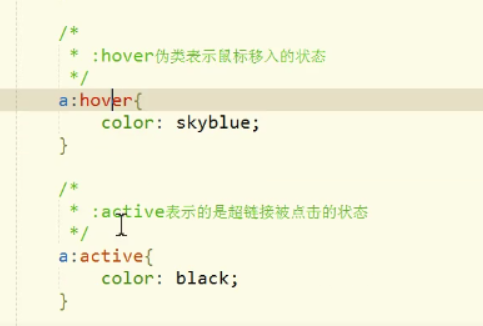 /*
 * :hover伪类表示鼠标移入的状态
 */
a:hover{
    color: skyblue;
}
/*
 * :active表示的是超链接被点击的状态
 */
a:active{
    color: black;
}